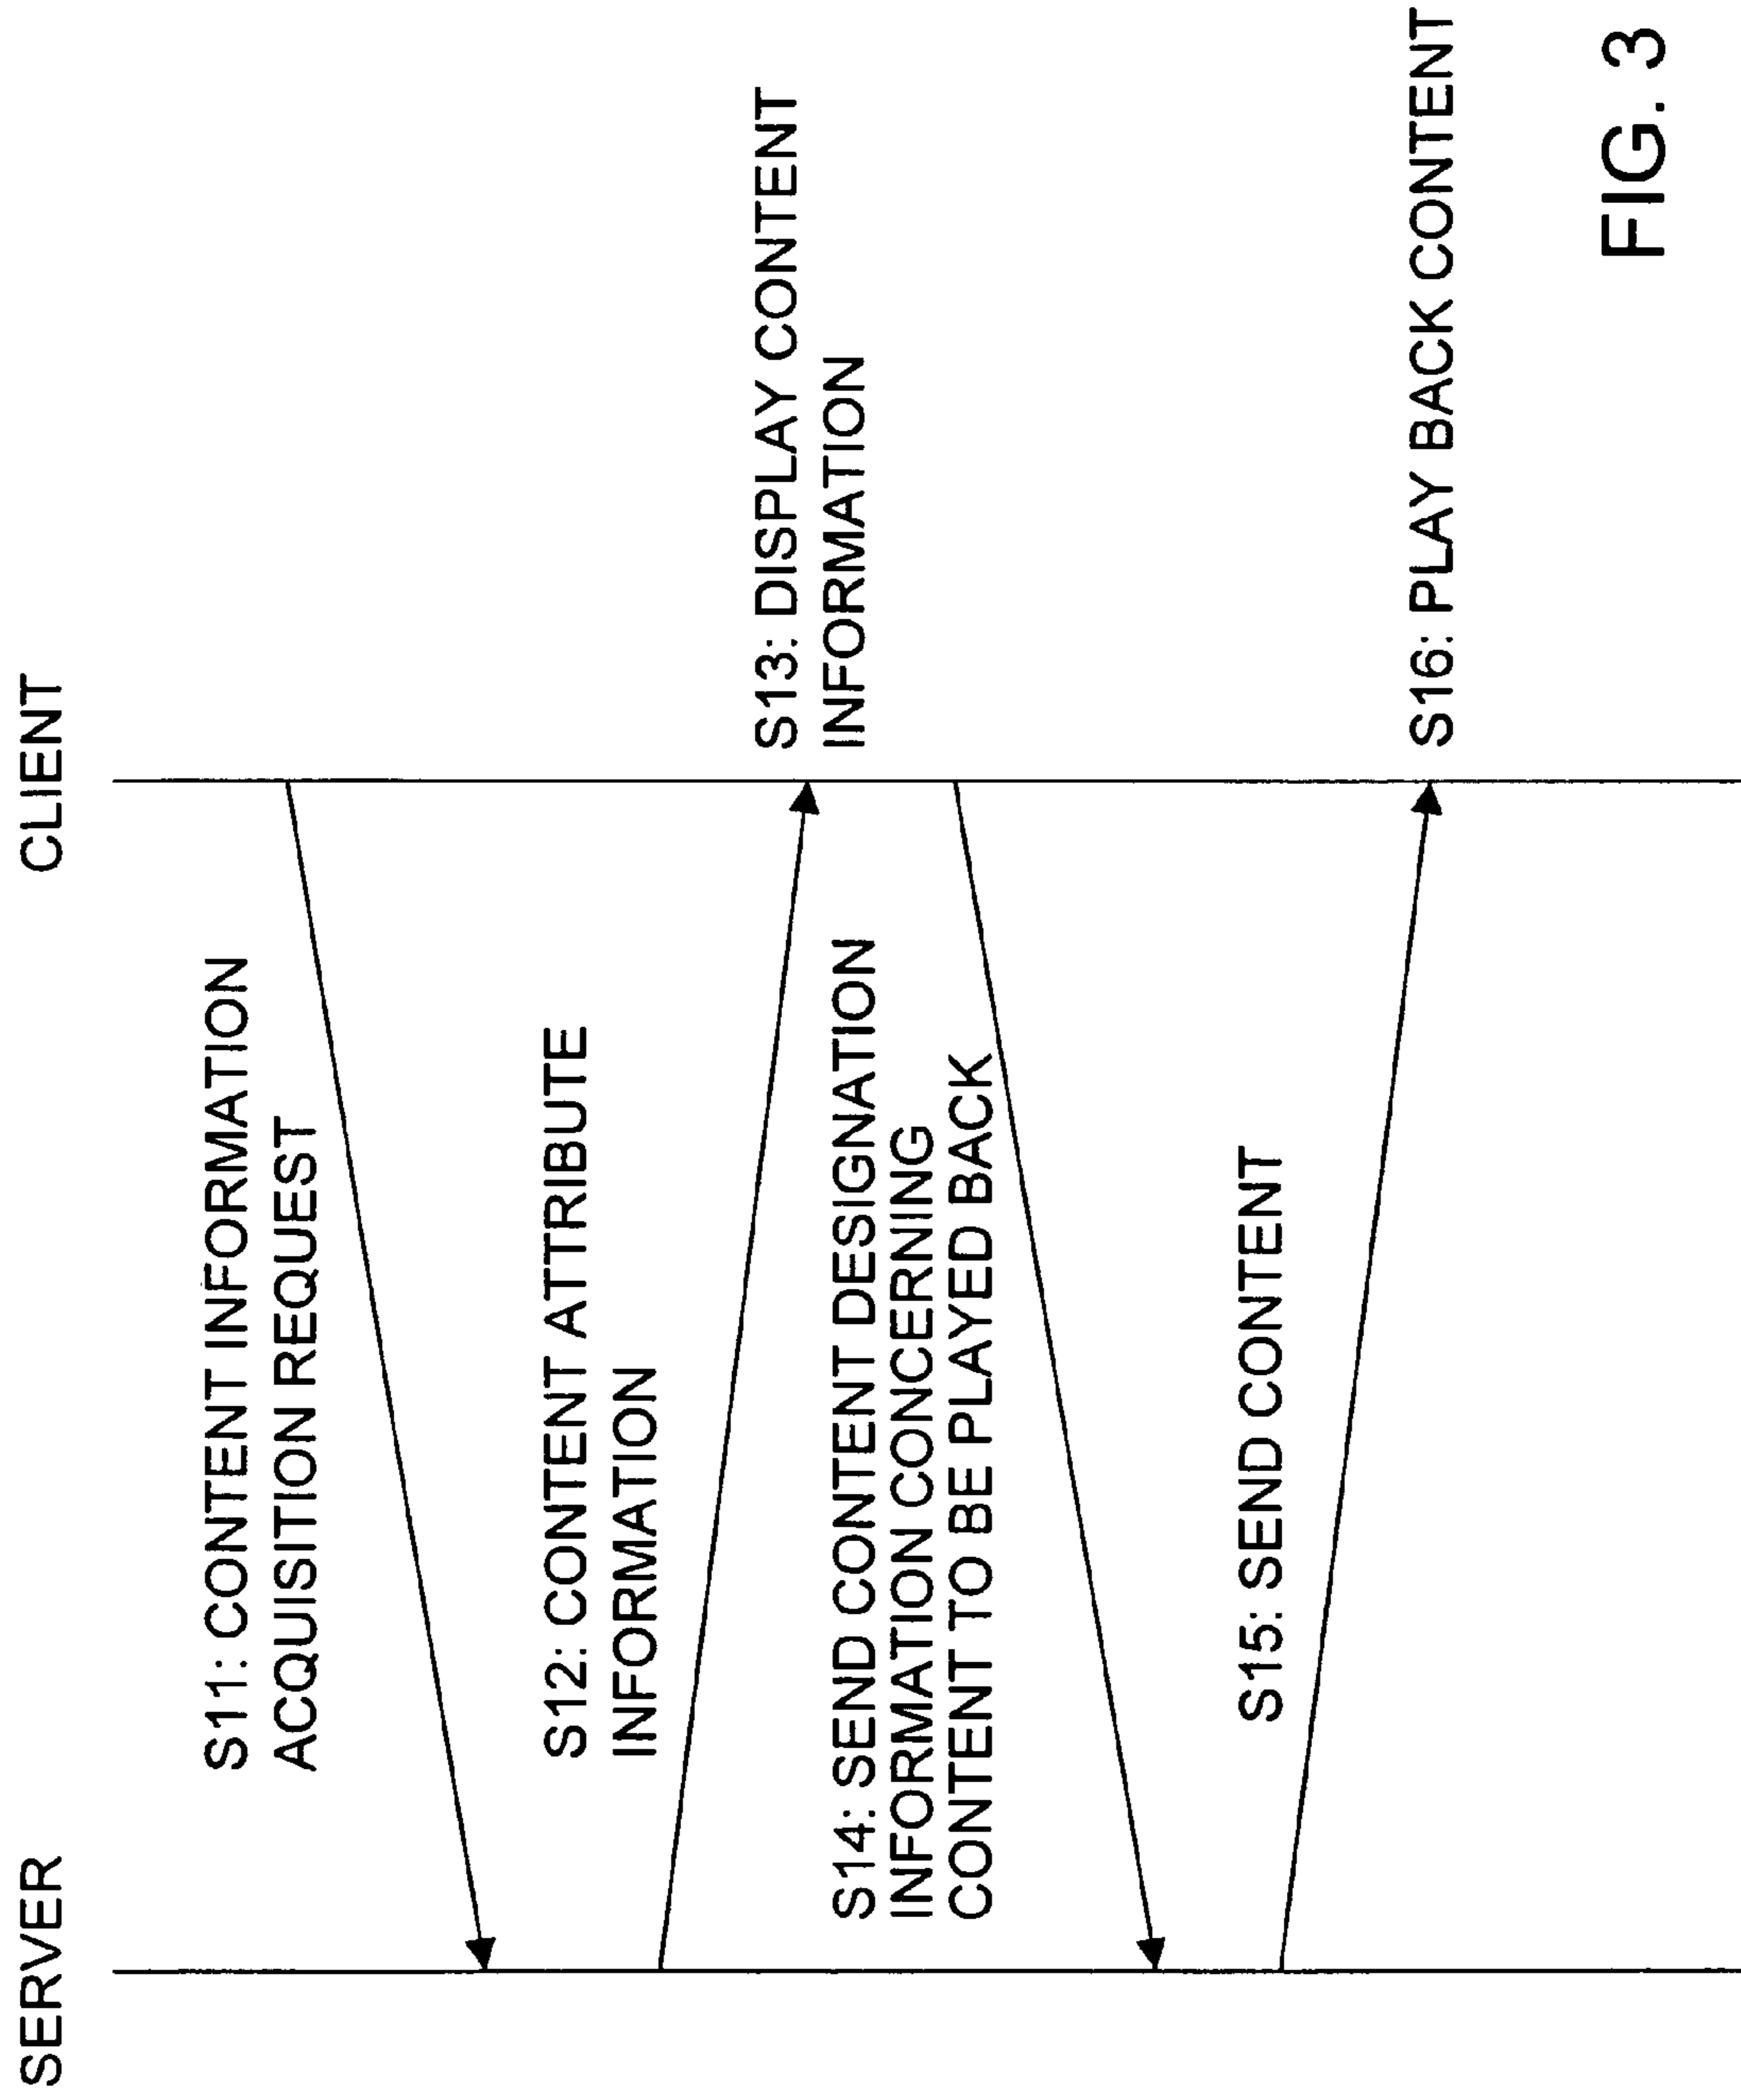 SERVER
CLIENT
S11: CONTENT INFORMATION
ACQUISITION REQUEST
S12: CONTENT ATTRIBUTE
INFORMATION
S13: DISPLAY CONTENT
INFORMATION
S14: SEND CONTENT DESIGNATION
INFORMATION CONCERNING
CONTENT TO BE PLAYED BACK
S15: SEND CONTENT
S16: PLAY BACK CONTENT
FIG. 3